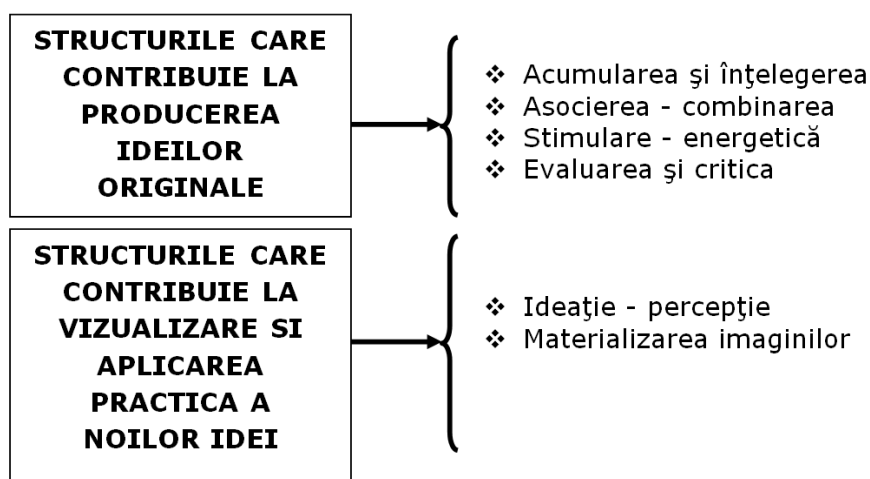 STRUCTURILE CARE
CONTRIBUIE LA
PRODUCEREA
IDEILOR
ORIGINALE
❖ Acumularea şi înţelegerea
❖ Asocierea - combinarea
❖ Stimulare - energetică
❖ Evaluarea şi critica
STRUCTURILE CARE
CONTRIBUIE LA
VIZUALIZARE SI
APLICAREA
PRACTICA A
NOILOR IDEI
❖ Ideaţie - percepţie
❖ Materializarea imaginilor